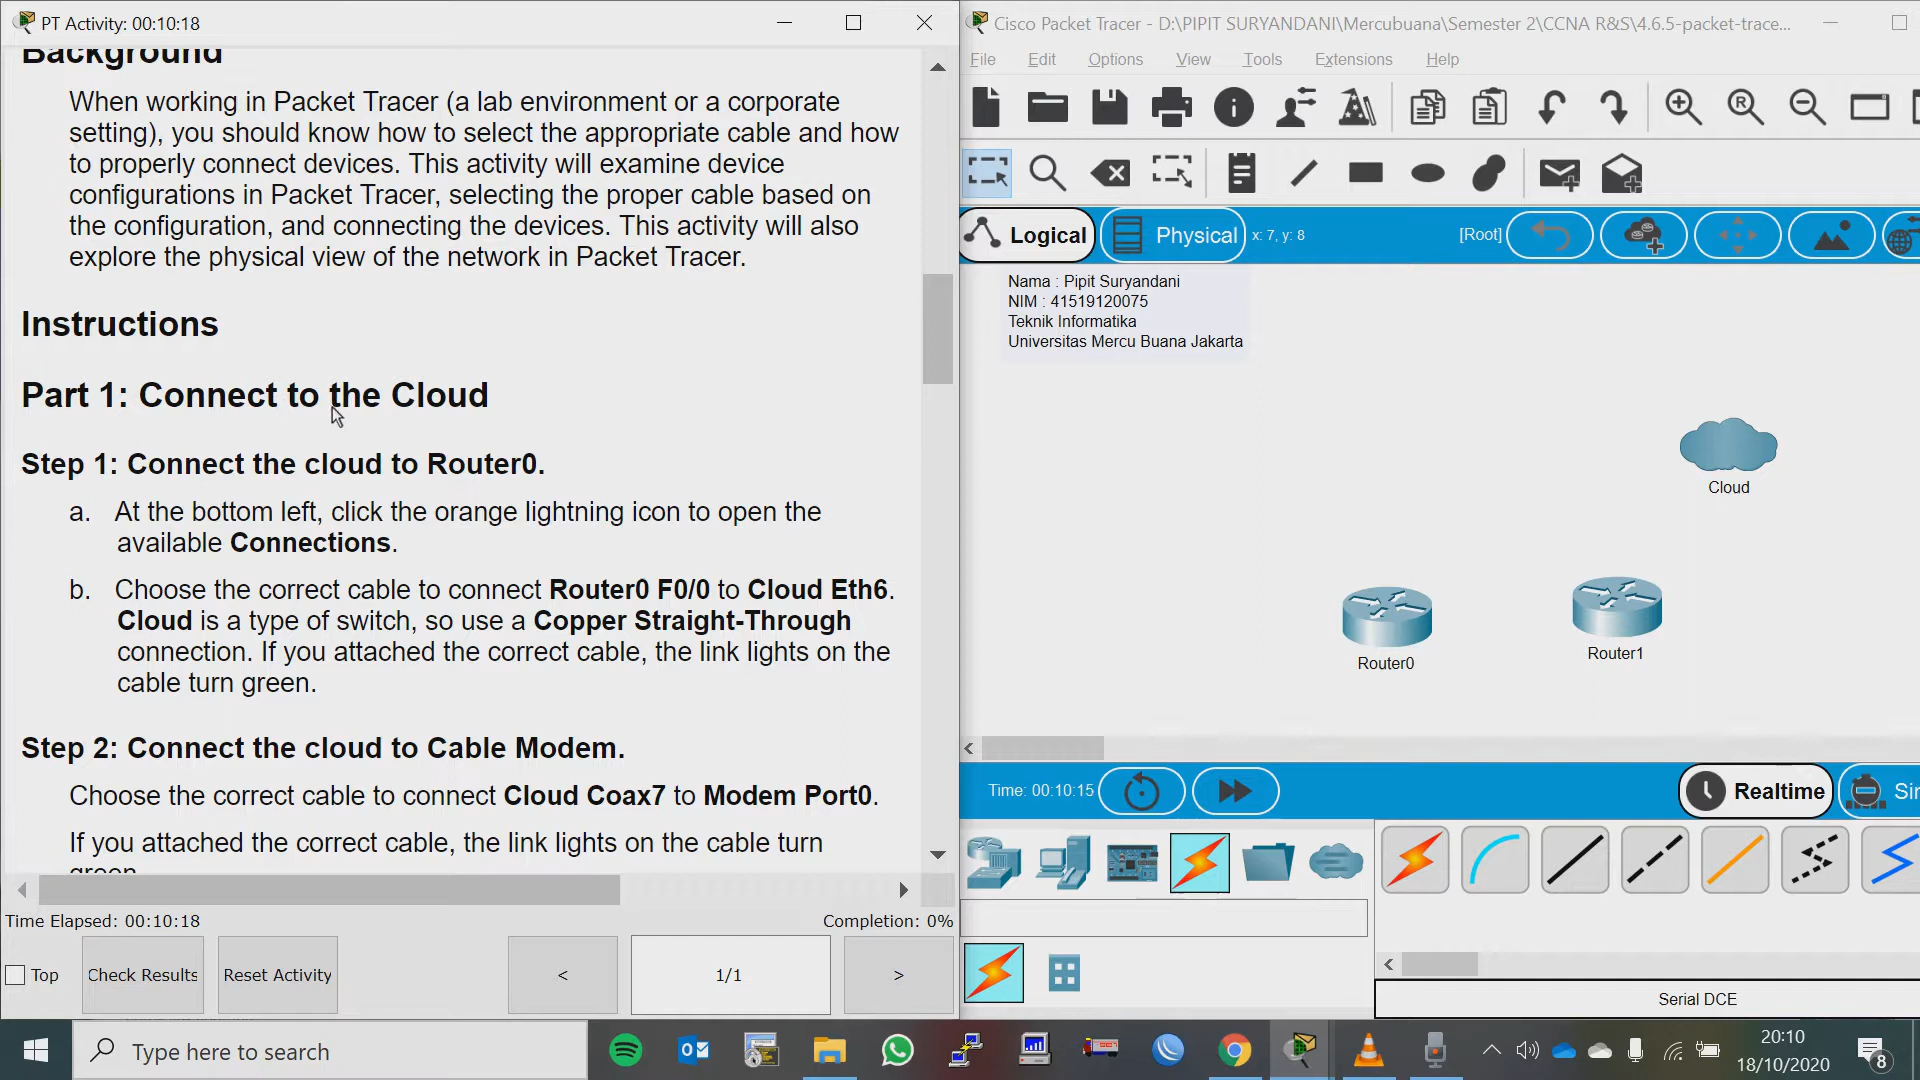 PT Activity: 00:10:18
Background
When working in Packet Tracer (a lab environment or a corporate
setting), you should know how to select the appropriate cable and how
to properly connect devices. This activity will examine device
configurations in Packet Tracer, selecting the proper cable based on
the configuration, and connecting the devices. This activity will also
explore the physical view of the network in Packet Tracer.
Instructions
Part 1: Connect to the Cloud
Step 1: Connect the cloud to Router0.
a. At the bottom left, click the orange lightning icon to open the
available Connections.
b. Choose the correct cable to connect Router0 F0/0 to Cloud Eth6.
Cloud is a type of switch, so use a Copper Straight-Through
connection. If you attached the correct cable, the link lights on the
cable turn green.
Step 2: Connect the cloud to Cable Modem.
Choose the correct cable to connect Cloud Coax7 to Modem Port0.
If you attached the correct cable, the link lights on the cable turn
green.
Time Elapsed: 00:10:18
Completion: 0%
Top
Check Results
Reset Activity
<
1/1
>
Cisco Packet Tracer - D:\PIPIT SURYANDANI\Mercubuana\Semester 2\CCNA R&S\4.6.5-packet-trace...
File Edit Options View Tools Extensions Help
Logical
Physical
x: 7, y: 8
[Root]
Nama : Pipit Suryandani
NIM : 41519120075
Teknik Informatika
Universitas Mercu Buana Jakarta
Cloud
Router0
Router1
Time: 00:10:15
Realtime
Sir
Serial DCE
Type here to search
20:10
18/10/2020
8